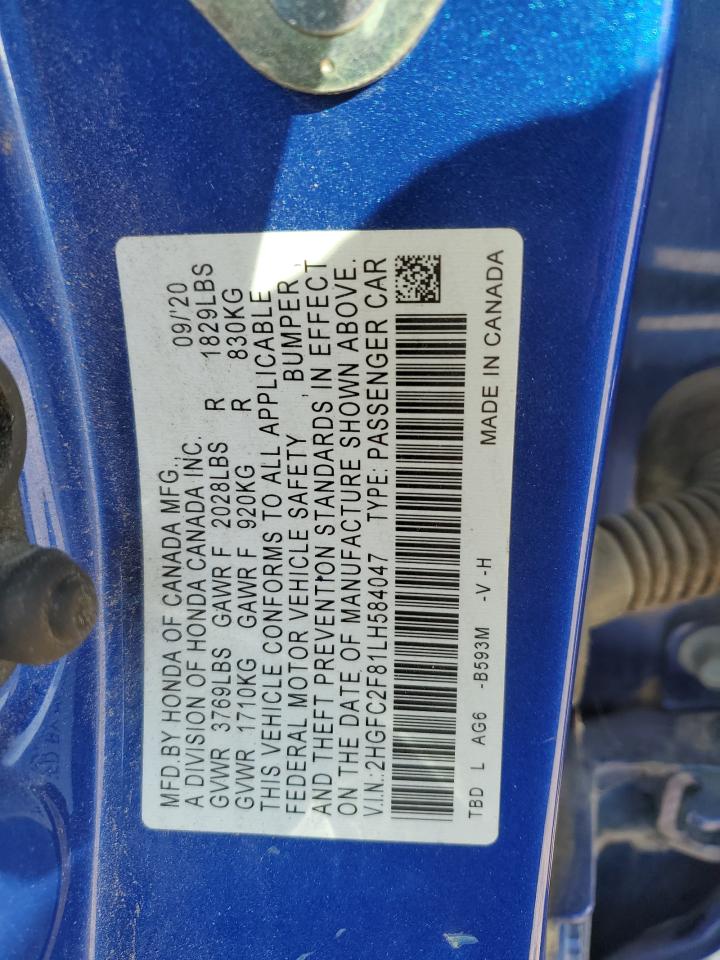 MFD.BY HONDA OF CANADA MFG., 09/'20
A DIVISION OF HONDA CANADA INC.
GVWR 3769LBS GAWR F 2028LBS R 1829LBS
GVWR 1710KG GAWR F 920KG R 830KG
THIS VEHICLE CONFORMS TO ALL APPLICABLE
FEDERAL MOTOR VEHICLE SAFETY , BUMPER ,
AND THEFT PREVENTION STANDARDS IN EFFECT
ON THE DATE OF MANUFACTURE SHOWN ABOVE.
V.I.N.:2HGFC2F81LH584047 TYPE: PASSENGER CAR
TBD L AG6 -B593M -V -H MADE IN CANADA